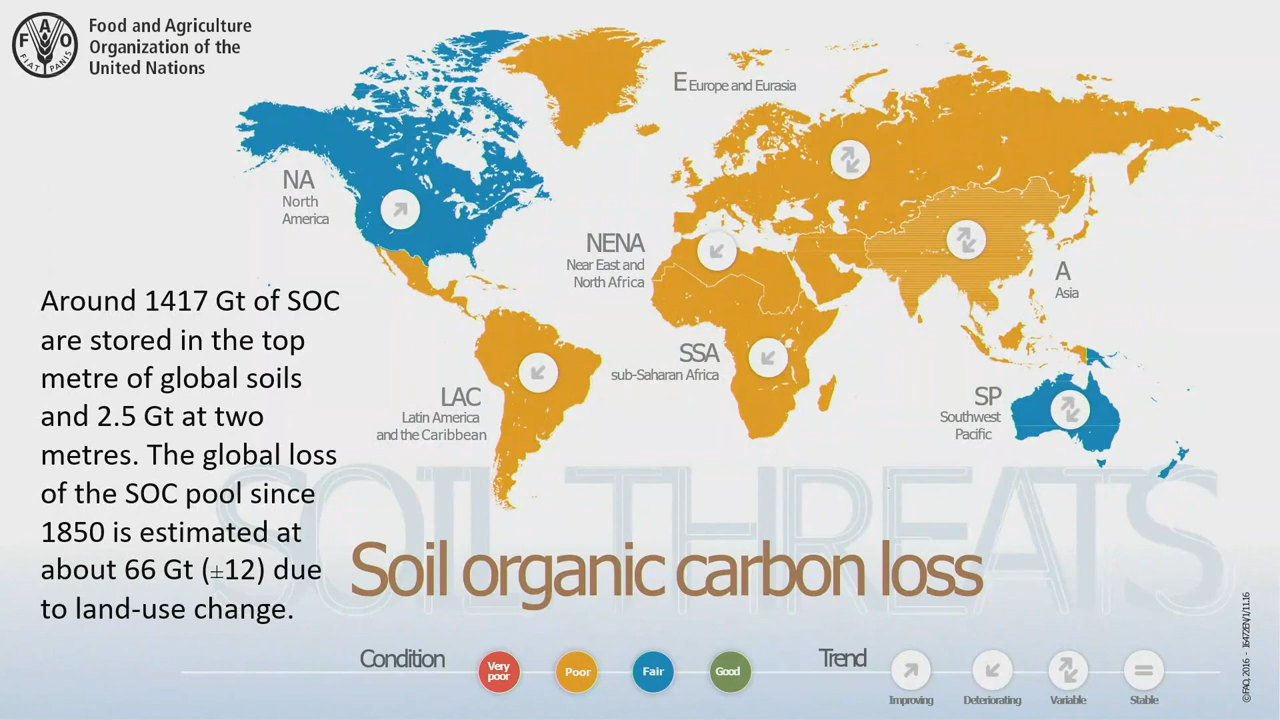 Food and Agriculture
Organization of the
United Nations
F A O
FIAT PANIS
E Europe and Eurasia
NA
North
America
NENA
Near East and
North Africa
A
Asia
SSA
sub-Saharan Africa
LAC
Latin America
and the Caribbean
SP
Southwest
Pacific
Around 1417 Gt of SOC
are stored in the top
metre of global soils
and 2.5 Gt at two
metres. The global loss
of the SOC pool since
1850 is estimated at
about 66 Gt (±12) due
to land-use change.
SOIL THREATS
Soil organic carbon loss
Condition
Very
poor
Poor
Fair
Good
Trend
Improving
Deteriorating
Variable
Stable
©FAO, 2016 - I6472EN/1/11.16